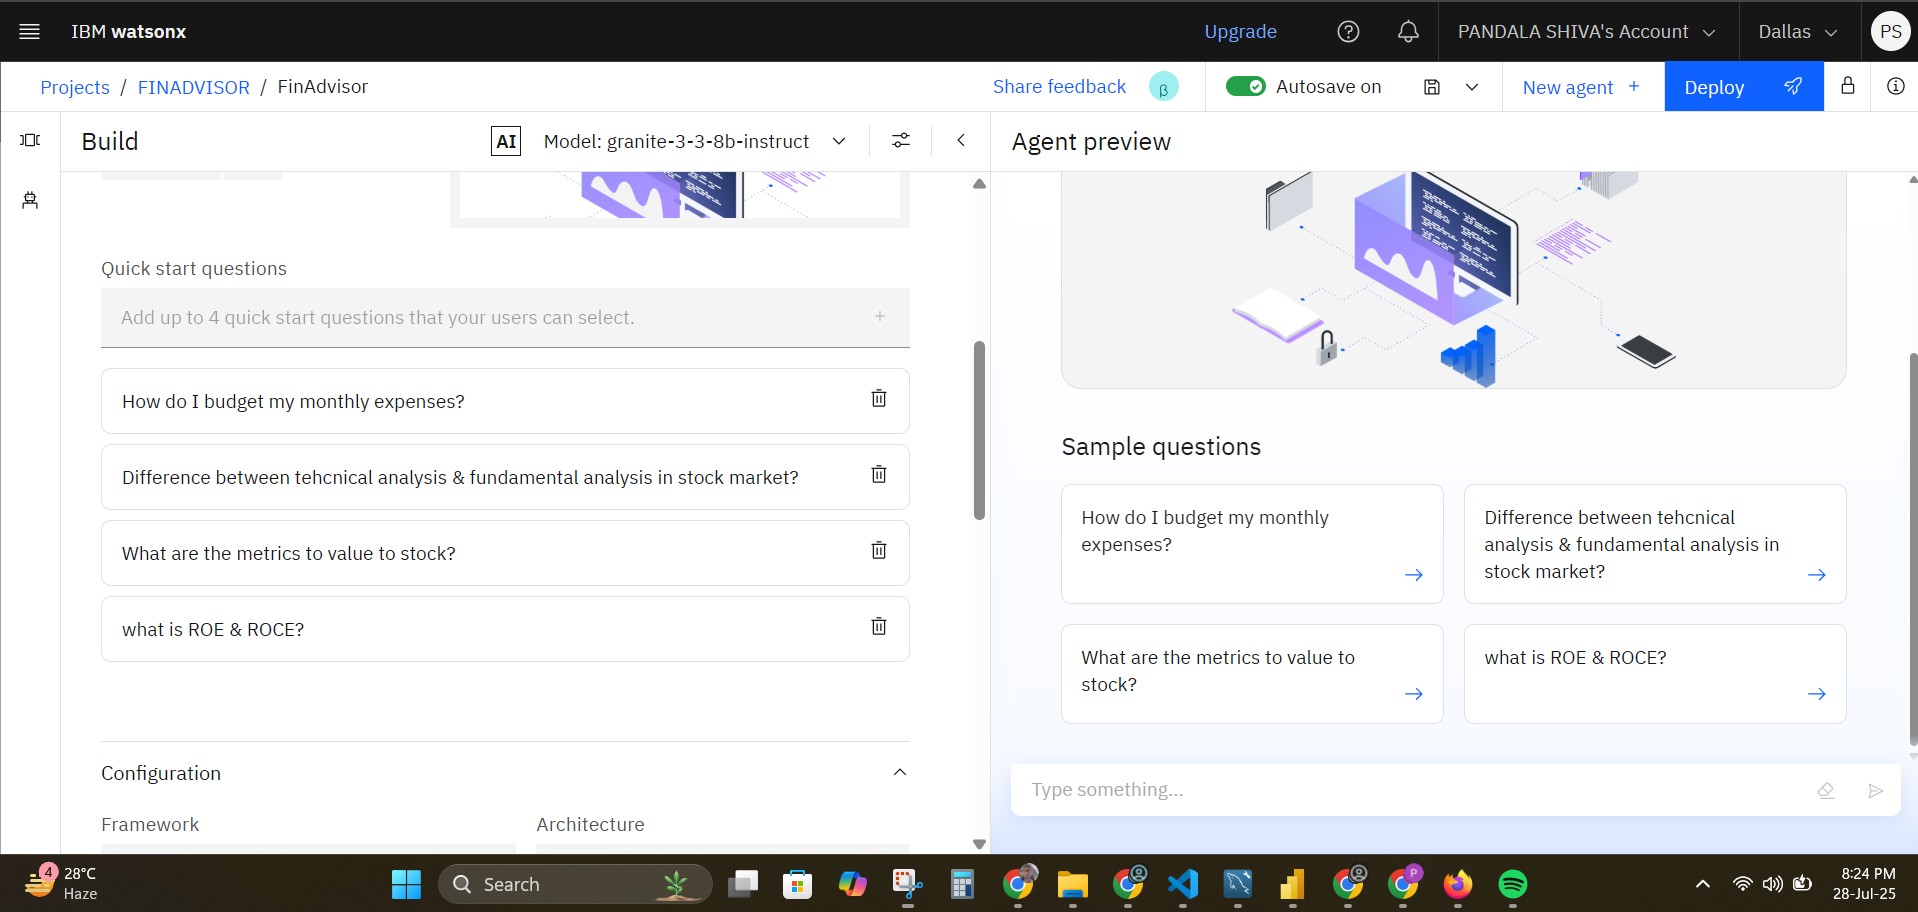 IBM watsonx
Upgrade
PANDALA SHIVA's Account
Dallas
PS
Projects / FINADVISOR / FinAdvisor
Share feedback
β
Autosave on
New agent +
Deploy
Build
AI
Model: granite-3-3-8b-instruct
Agent preview
Quick start questions
Add up to 4 quick start questions that your users can select.
How do I budget my monthly expenses?
Difference between tehcnical analysis & fundamental analysis in stock market?
What are the metrics to value to stock?
what is ROE & ROCE?
Configuration
Framework
Architecture
Sample questions
How do I budget my monthly
expenses?
Difference between tehcnical
analysis & fundamental analysis in
stock market?
What are the metrics to value to
stock?
what is ROE & ROCE?
Type something...
4
28°C
Haze
Search
P
8:24 PM
28-Jul-25